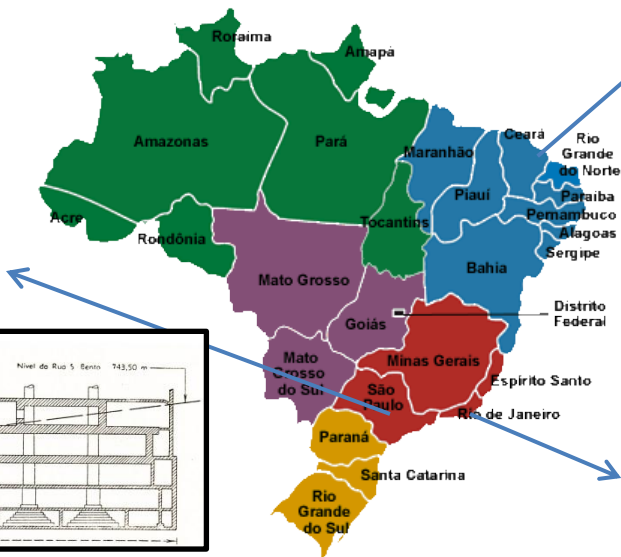 Roraima
Amapá
Amazonas
Pará
Maranhão
Ceará
Rio
Grande
do Norte
Piauí
Paraiba
Pernambuco
Alagoas
Sergipe
Acre
Rondônia
Tocantins
Bahia
Mato Grosso
Goiás
Distrito
Federal
Mato
Grosso
do Sul
Minas Gerais
Espírito Santo
São
Paulo
Rio de Janeiro
Paraná
Santa Catarina
Rio
Grande
do Sul
Nível da Rua S. Bento 743,50 m